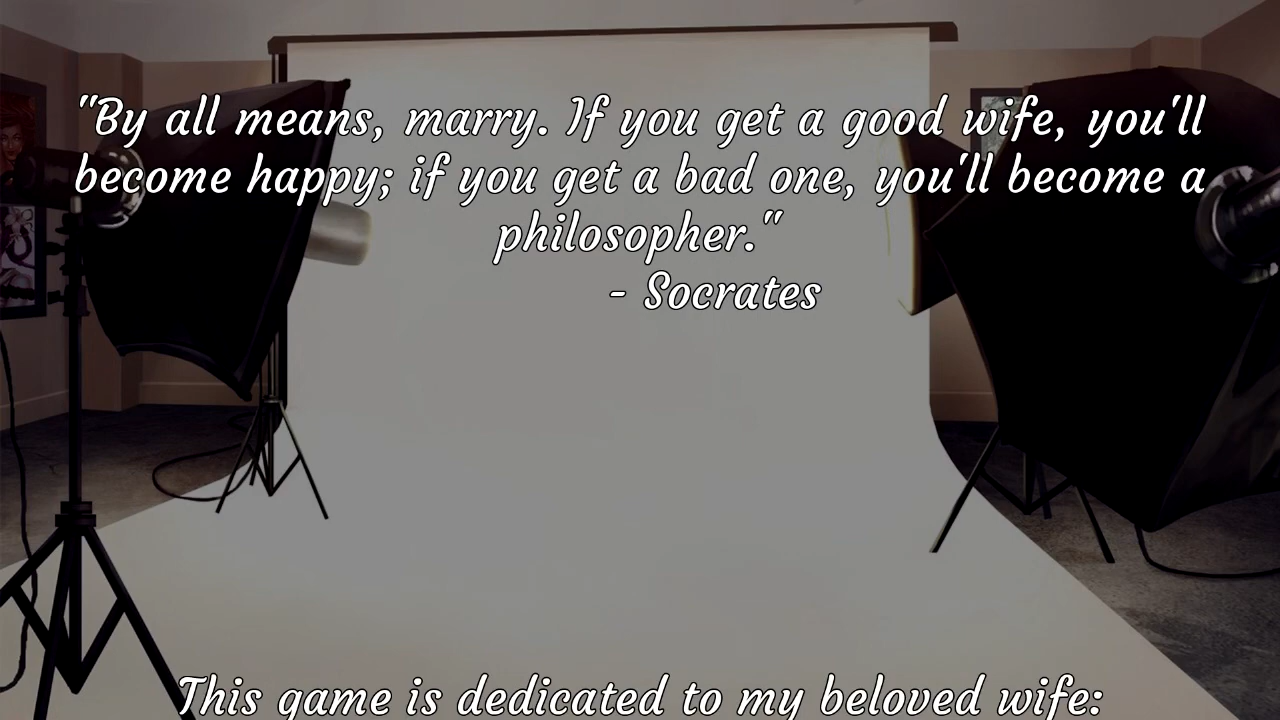 "By all means, marry. If you get a good wife, you'll
become happy; if you get a bad one, you'll become a
philosopher."
- Socrates
This game is dedicated to my beloved wife: